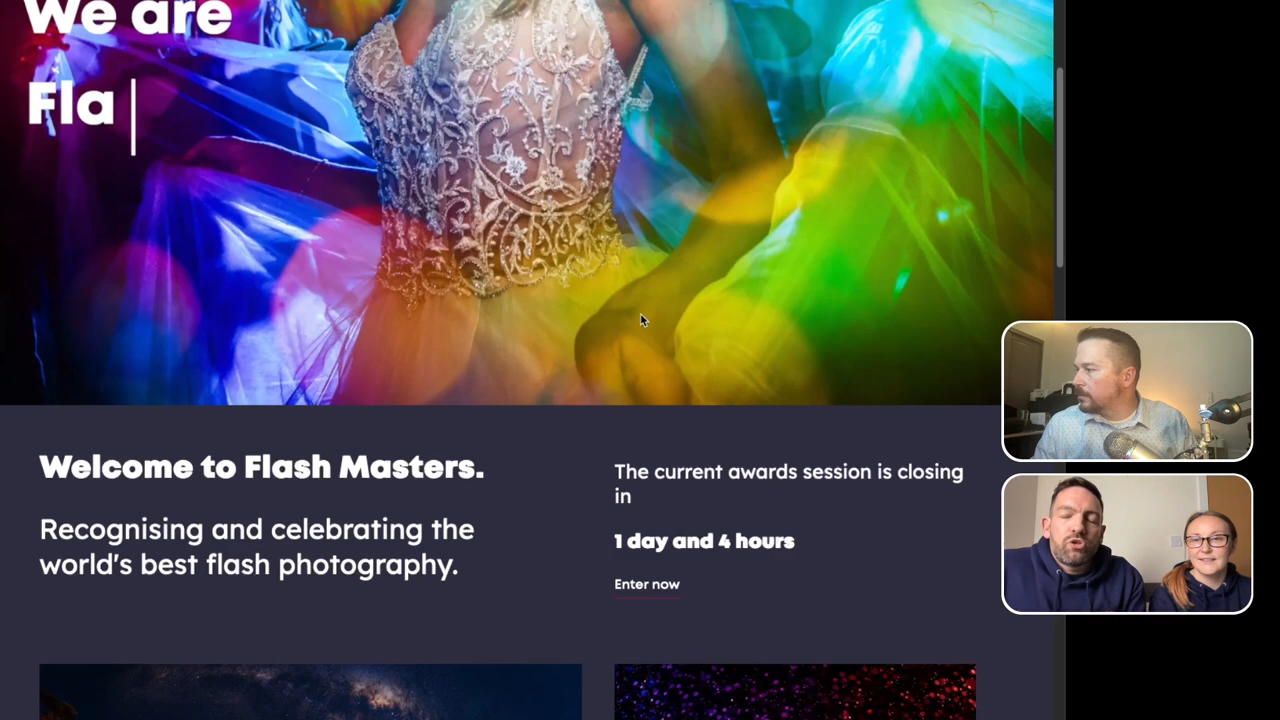 We are
Fla
Welcome to Flash Masters.
Recognising and celebrating the
world's best flash photography.
The current awards session is closing
in
1 day and 4 hours
Enter now